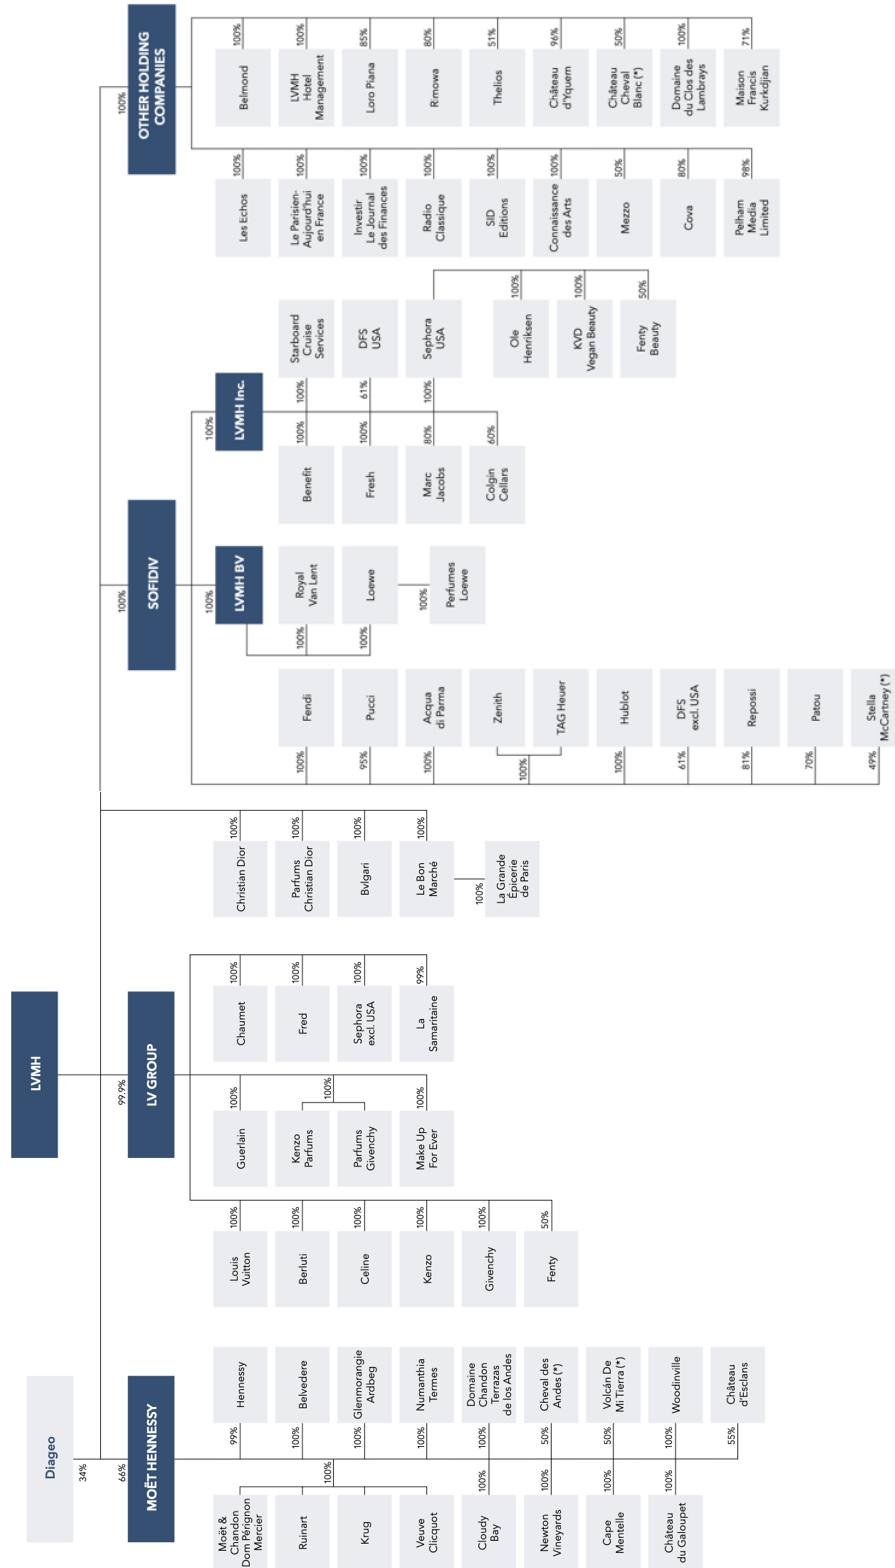 LVMH
Diageo
34%
66%
MOËT HENNESSY
Moët &
Chandon
Dom Pérignon
Mercier
Ruinart
Krug
Veuve
Clicquot
100%
Cloudy
Bay
100%
Newton
Vineyards
100%
Cape
Mentelle
100%
Château
du Galoupet
100%
99%
Hennessy
100%
Belvedere
100%
Glenmorangie
Ardbeg
100%
Numanthia
Termes
100%
Domaine
Chandon
Terrazas
de los Andes
50%
Cheval des
Andes (*)
50%
Volcán De
Mi Tierra (*)
100%
Woodinville
55%
Château
d'Esclans
99.9%
LV GROUP
Louis
Vuitton
100%
Berluti
100%
Celine
100%
Kenzo
100%
Givenchy
100%
Fenty
50%
Guerlain
100%
Kenzo
Parfums
Parfums
Givenchy
100%
Make Up
For Ever
100%
Chaumet
100%
Fred
100%
Sephora
excl. USA
100%
La
Samaritaine
99%
Christian Dior
100%
Parfums
Christian Dior
100%
Bvlgari
100%
Le Bon
Marché
100%
100%
La Grande
Épicerie
de Paris
100%
SOFIDIV
100%
Fendi
95%
Pucci
100%
Acqua
di Parma
100%
Zenith
TAG Heuer
100%
Hublot
61%
DFS
excl. USA
81%
Repossi
70%
Patou
49%
Stella
McCartney (*)
100%
LVMH BV
100%
Royal
Van Lent
100%
Loewe
100%
Perfumes
Loewe
100%
LVMH Inc.
Benefit
100%
Fresh
100%
Marc
Jacobs
80%
Colgin
Cellars
60%
100%
Starboard
Cruise
Services
61%
DFS
USA
100%
Sephora
USA
Ole
Henriksen
100%
KVD
Vegan Beauty
100%
Fenty
Beauty
50%
100%
OTHER HOLDING
COMPANIES
Les Echos
100%
Le Parisien-
Aujourd'hui
en France
100%
Investir
Le Journal
des Finances
100%
Radio
Classique
100%
SID
Editions
100%
Connaissance
des Arts
100%
Mezzo
50%
Cova
80%
Pelham
Media
Limited
98%
Belmond
100%
LVMH
Hotel
Management
100%
Loro Piana
85%
Rimowa
80%
Thelios
51%
Château
d'Yquem
96%
Château
Cheval
Blanc (*)
50%
Domaine
du Clos des
Lambrays
100%
Maison
Francis
Kurkdjian
71%